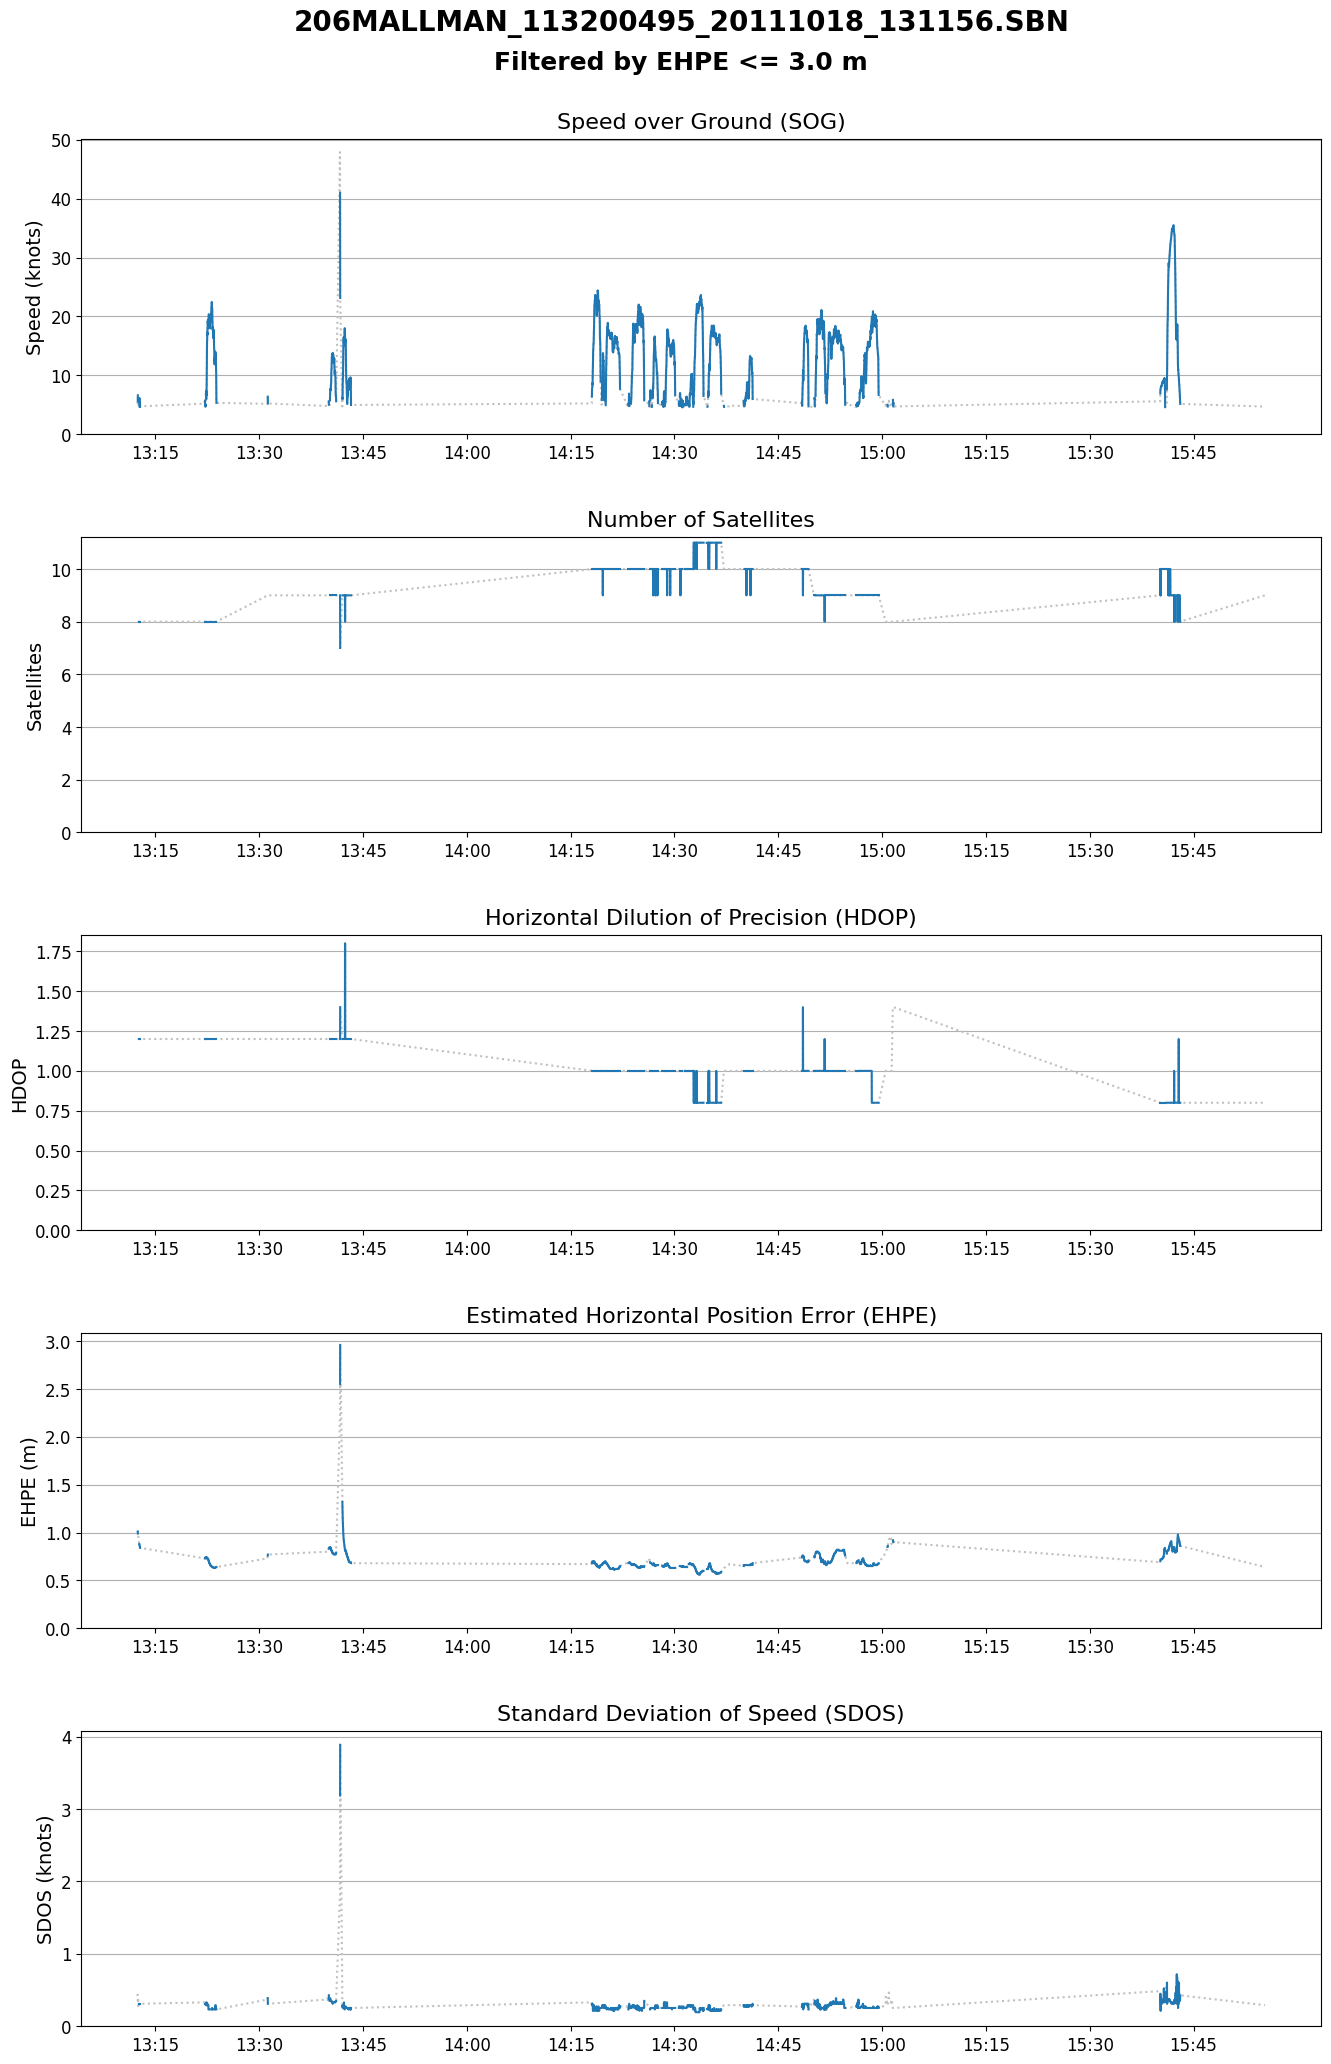 206MALLMAN_113200495_20111018_131156.SBN
Filtered by EHPE <= 3.0 m
Speed over Ground (SOG)
Speed (knots)
50
40
30
20
10
0
13:15 13:30 13:45 14:00 14:15 14:30 14:45 15:00 15:15 15:30 15:45
Number of Satellites
Satellites
10
8
6
4
2
0
13:15 13:30 13:45 14:00 14:15 14:30 14:45 15:00 15:15 15:30 15:45
Horizontal Dilution of Precision (HDOP)
HDOP
1.75
1.50
1.25
1.00
0.75
0.50
0.25
0.00
13:15 13:30 13:45 14:00 14:15 14:30 14:45 15:00 15:15 15:30 15:45
Estimated Horizontal Position Error (EHPE)
EHPE (m)
3.0
2.5
2.0
1.5
1.0
0.5
0.0
13:15 13:30 13:45 14:00 14:15 14:30 14:45 15:00 15:15 15:30 15:45
Standard Deviation of Speed (SDOS)
SDOS (knots)
4
3
2
1
0
13:15 13:30 13:45 14:00 14:15 14:30 14:45 15:00 15:15 15:30 15:45